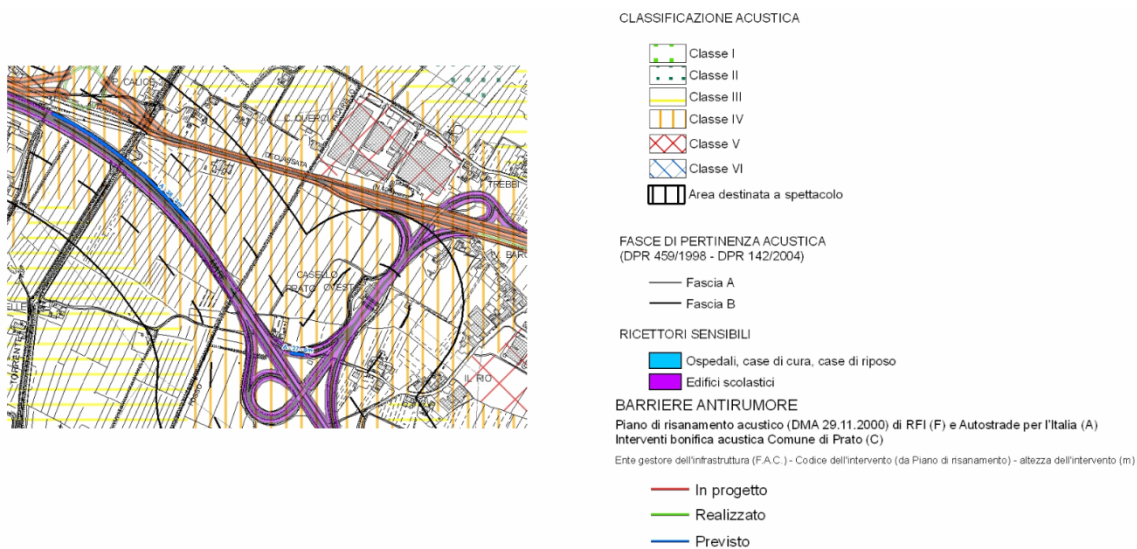 CLASSIFICAZIONE ACUSTICA
Classe I
Classe II
Classe III
Classe IV
Classe V
Classe VI
Area destinata a spettacolo
FASCE DI PERTINENZA ACUSTICA
(DPR 459/1998 - DPR 142/2004)
Fascia A
Fascia B
RICETTORI SENSIBILI
Ospedali, case di cura, case di riposo
Edifici scolastici
BARRIERE ANTIRUMORE
Piano di risanamento acustico (DMA 29.11.2000) di RFI (F) e Autostrade per l'Italia (A)
Interventi bonifica acustica Comune di Prato (C)
Ente gestore dell'infrastruttura (F.A.C.) - Codice dell'intervento (da Piano di risanamento) - altezza dell'intervento (m)
In progetto
Realizzato
Previsto
P. CALICE
C. QUERCI
DECLASSATA
TREBBI
CASELLO
PRATO OVEST
TORRENTE
IL RIO